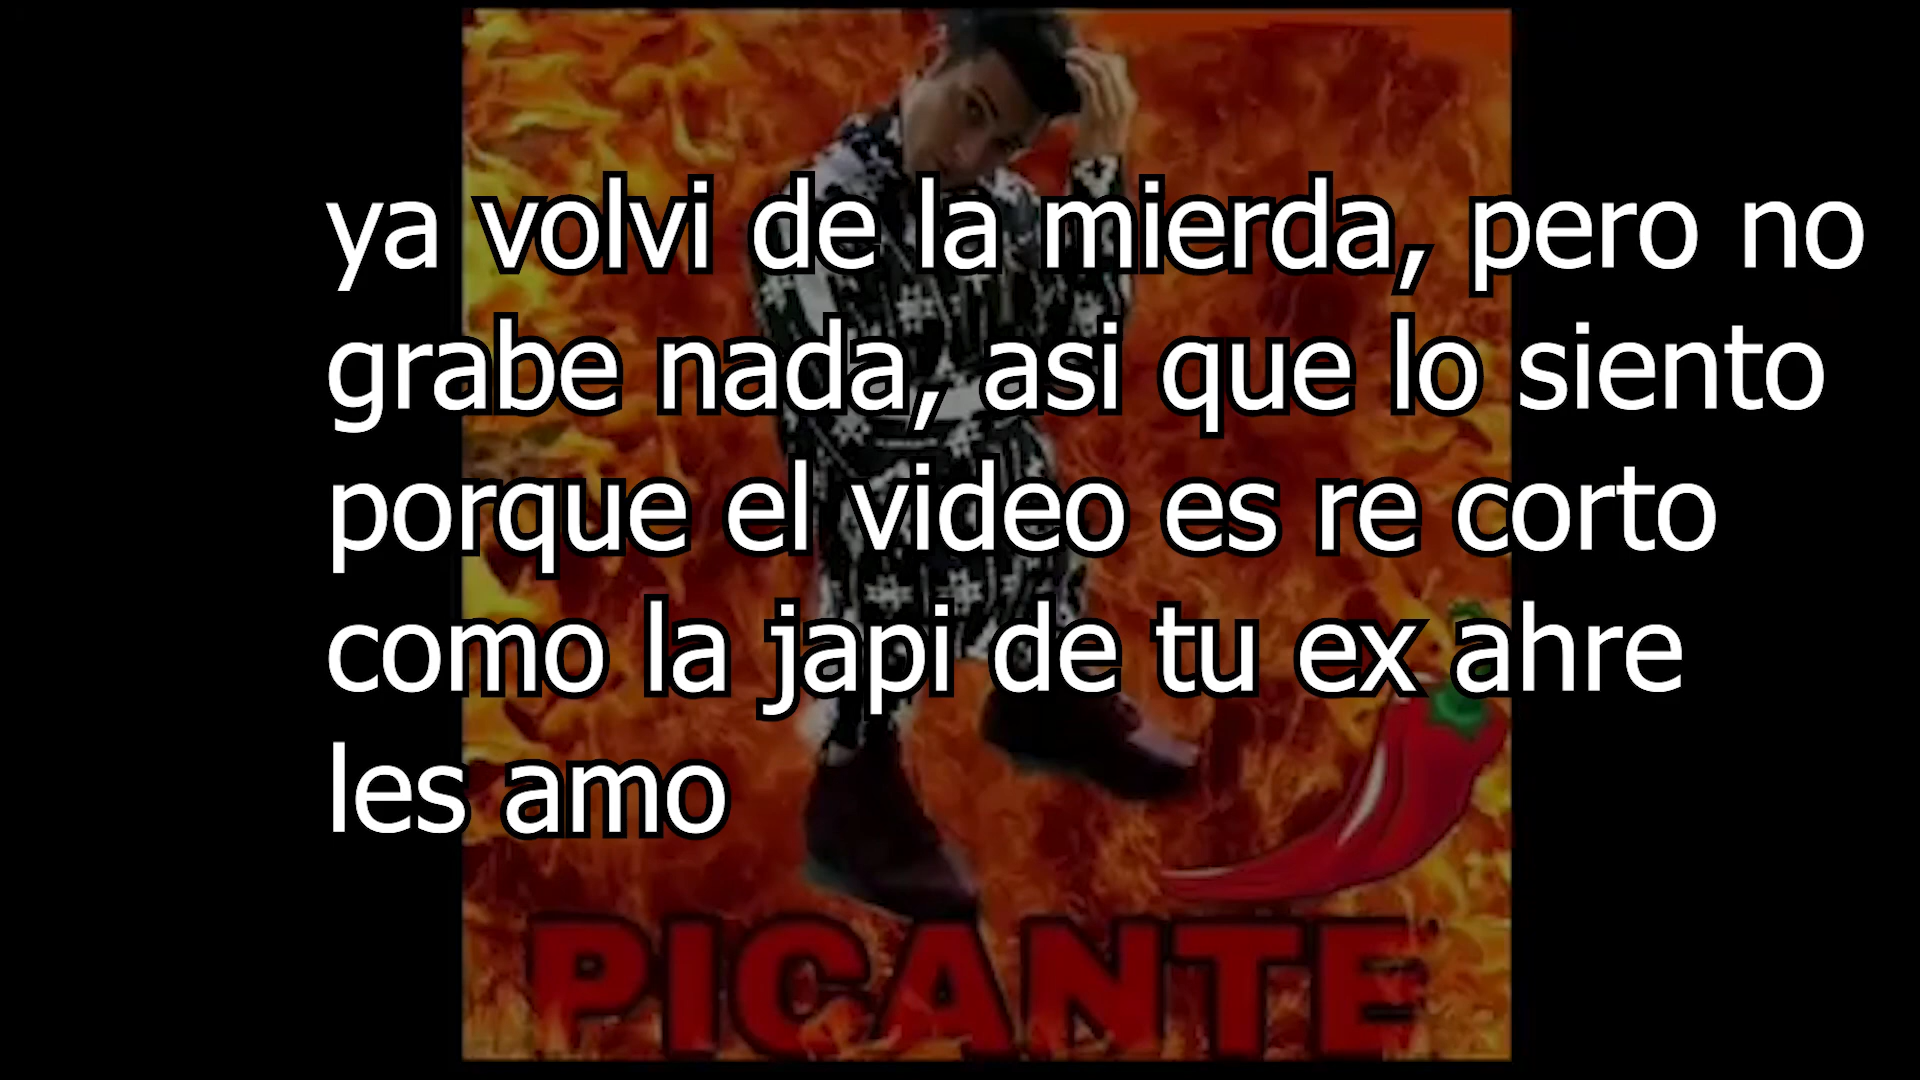 ya volvi de la mierda, pero no
grabe nada, asi que lo siento
porque el video es re corto
como la japi de tu ex ahre
les amo
PICANTE